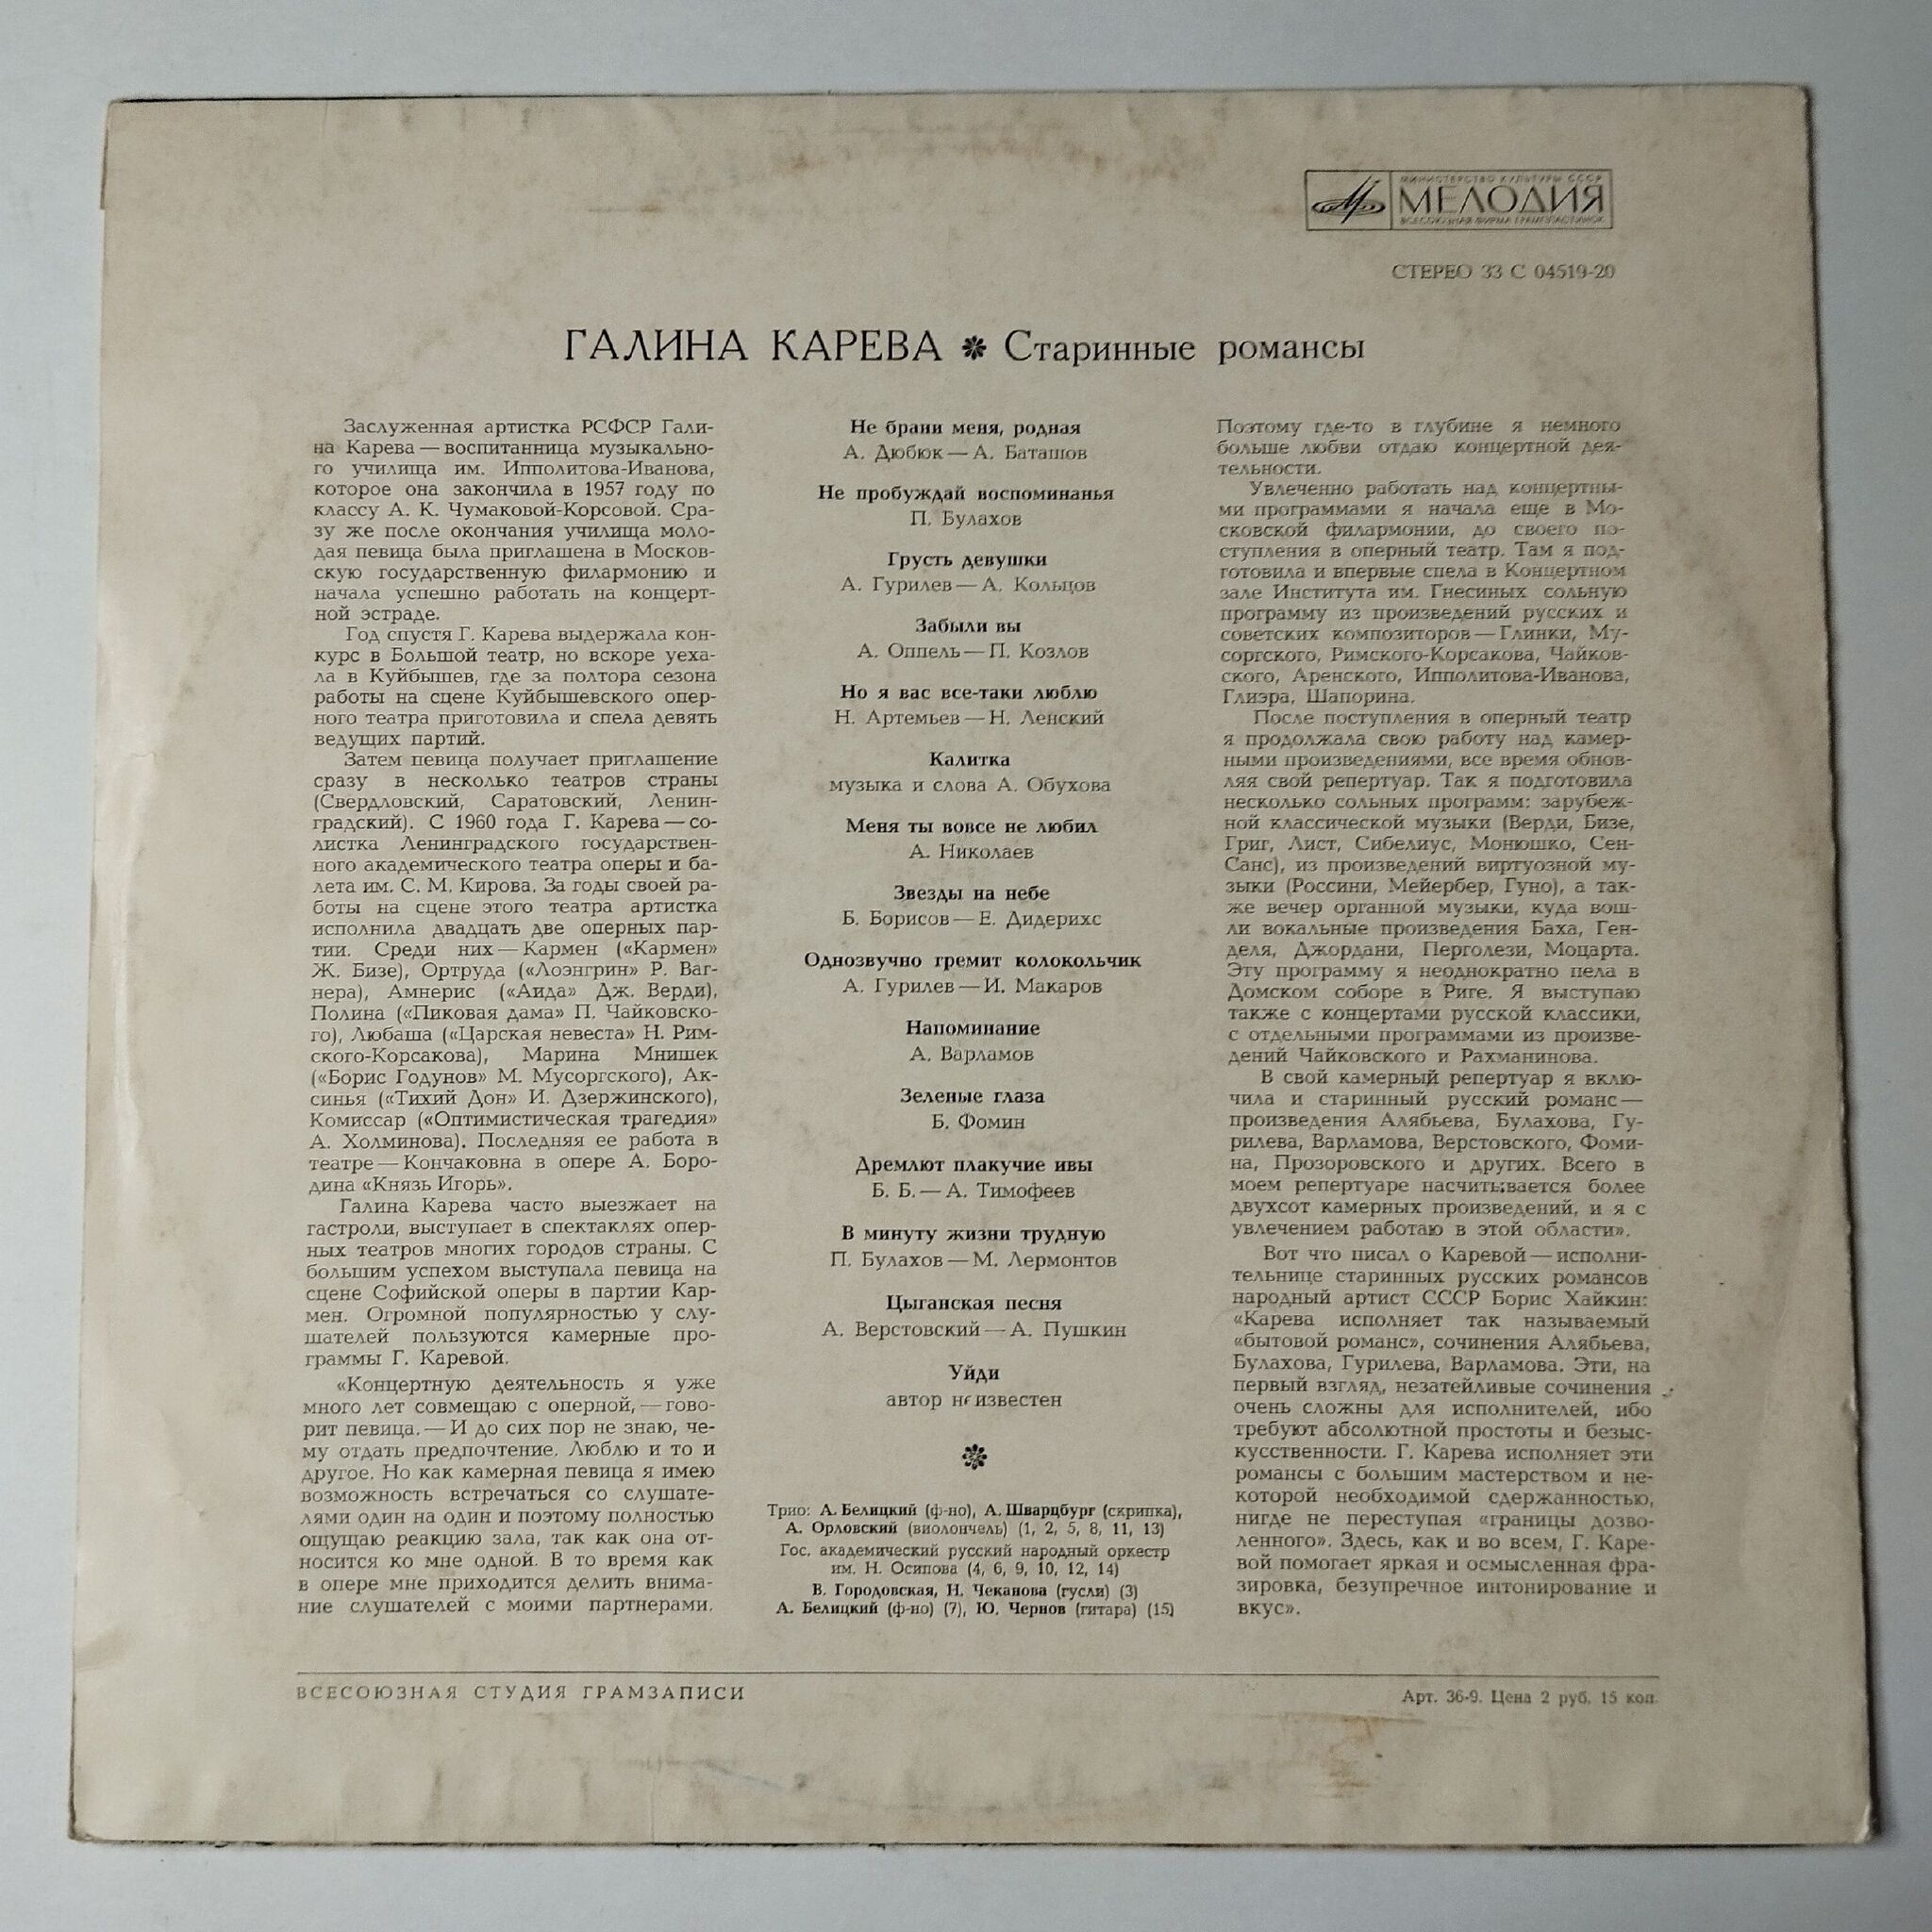 МИНИСТЕРСТВО КУЛЬТУРЫ СССР
МЕЛОДИЯ
ВСЕСОЮЗНАЯ ФИРМА ГРАМПЛАСТИНОК
СТЕРЕО 33 С 04519-20
ГАЛИНА КАРЕВА Старинные романсы
Заслуженная артистка РСФСР Гали-
на Карева — воспитанница музыкально-
го училища им. Ипполитова-Иванова,
которое она закончила в 1957 году по
классу А. К. Чумаковой-Корсовой. Сра-
зу же после окончания училища моло-
дая певица была приглашена в Москов-
скую государственную филармонию и
начала успешно работать на концерт-
ной эстраде.
Год спустя Г. Карева выдержала кон-
курс в Большой театр, но вскоре уеха-
ла в Куйбышев, где за полтора сезона
работы на сцене Куйбышевского опер-
ного театра приготовила и спела девять
ведущих партий.
Затем певица получает приглашение
сразу в несколько театров страны
(Свердловский, Саратовский, Ленин-
градский). С 1960 года Г. Карева — со-
листка Ленинградского государствен-
ного академического театра оперы и ба-
лета им. С. М. Кирова. За годы своей ра-
боты на сцене этого театра артистка
исполнила двадцать две оперных пар-
тии. Среди них — Кармен («Кармен»
Ж. Бизе), Ортруда («Лоэнгрин» Р. Ваг-
нера), Амнерис («Аида» Дж. Верди),
Полина («Пиковая дама» П. Чайковско-
го), Любаша («Царская невеста» Н. Рим-
ского-Корсакова), Марина Мнишек
(«Борис Годунов» М. Мусоргского), Ак-
синья («Тихий Дон» И. Дзержинского),
Комиссар («Оптимистическая трагедия»
А. Холминова). Последняя ее работа в
театре — Кончаковна в опере А. Боро-
дина «Князь Игорь».
Галина Карева часто выезжает на
гастроли, выступает в спектаклях опер-
ных театров многих городов страны. С
большим успехом выступала певица на
сцене Софийской оперы в партии Кар-
мен. Огромной популярностью у слу-
шателей пользуются камерные про-
граммы Г. Каревой.
«Концертную деятельность я уже
много лет совмещаю с оперной, — гово-
рит певица. — И до сих пор не знаю, че-
му отдать предпочтение. Люблю и то и
другое. Но как камерная певица я имею
возможность встречаться со слушате-
лями один на один и поэтому полностью
ощущаю реакцию зала, так как она от-
носится ко мне одной. В то время как
в опере мне приходится делить внима-
ние слушателей с моими партнерами.
Не брани меня, родная
А. Дюбюк — А. Баташов
Не пробуждай воспоминанья
П. Булахов
Грусть девушки
А. Гурилев — А. Кольцов
Забыли вы
А. Оппель — П. Козлов
Но я вас все-таки люблю
Н. Артемьев — Н. Ленский
Калитка
музыка и слова А. Обухова
Меня ты вовсе не любил
А. Николаев
Звезды на небе
Б. Борисов — Е. Дидерихс
Однозвучно гремит колокольчик
А. Гурилев — И. Макаров
Напоминание
А. Варламов
Зеленые глаза
Б. Фомин
Дремлют плакучие ивы
Б. Б. — А. Тимофеев
В минуту жизни трудную
П. Булахов — М. Лермонтов
Цыганская песня
А. Верстовский — А. Пушкин
Уйди
автор неизвестен
Трио: А. Белицкий (ф-но), А. Шварцбург (скрипка),
А. Орловский (виолончель) (1, 2, 5, 8, 11, 13)
Гос. академический русский народный оркестр
им. Н. Осипова (4, 6, 9, 10, 12, 14)
В. Городовская, Н. Чеканова (гусли) (3)
А. Белицкий (ф-но) (7), Ю. Чернов (гитара) (15)
Поэтому где-то в глубине я немного
больше любви отдаю концертной дея-
тельности.
Увлеченно работать над концертны-
ми программами я начала еще в Мо-
сковской филармонии, до своего по-
ступления в оперный театр. Там я под-
готовила и впервые спела в Концертном
зале Института им. Гнесиных сольную
программу из произведений русских и
советских композиторов — Глинки, Му-
соргского, Римского-Корсакова, Чайков-
ского, Аренского, Ипполитова-Иванова,
Глиэра, Шапорина.
После поступления в оперный театр
я продолжала свою работу над камер-
ными произведениями, все время обнов-
ляя свой репертуар. Так я подготовила
несколько сольных программ: зарубеж-
ной классической музыки (Верди, Бизе,
Григ, Лист, Сибелиус, Монюшко, Сен-
Санс), из произведений виртуозной му-
зыки (Россини, Мейербер, Гуно), а так-
же вечер органной музыки, куда вош-
ли вокальные произведения Баха, Ген-
деля, Джордани, Перголези, Моцарта.
Эту программу я неоднократно пела в
Домском соборе в Риге. Я выступаю
также с концертами русской классики,
с отдельными программами из произве-
дений Чайковского и Рахманинова.
В свой камерный репертуар я вклю-
чила и старинный русский романс —
произведения Алябьева, Булахова, Гу-
рилева, Варламова, Верстовского, Фоми-
на, Прозоровского и других. Всего в
моем репертуаре насчитывается более
двухсот камерных произведений, и я с
увлечением работаю в этой области».
Вот что писал о Каревой — исполни-
тельнице старинных русских романсов
народный артист СССР Борис Хайкин:
«Карева исполняет так называемый
«бытовой романс», сочинения Алябьева,
Булахова, Гурилева, Варламова. Эти, на
первый взгляд, незатейливые сочинения
очень сложны для исполнителей, ибо
требуют абсолютной простоты и безыс-
кусственности. Г. Карева исполняет эти
романсы с большим мастерством и не-
которой необходимой сдержанностью,
нигде не переступая «границы дозво-
ленного». Здесь, как и во всем, Г. Каре-
вой помогает яркая и осмысленная фра-
зировка, безупречное интонирование и
вкус».
ВСЕСОЮЗНАЯ СТУДИЯ ГРАМЗАПИСИ
Арт. 36-9. Цена 2 руб. 15 коп.